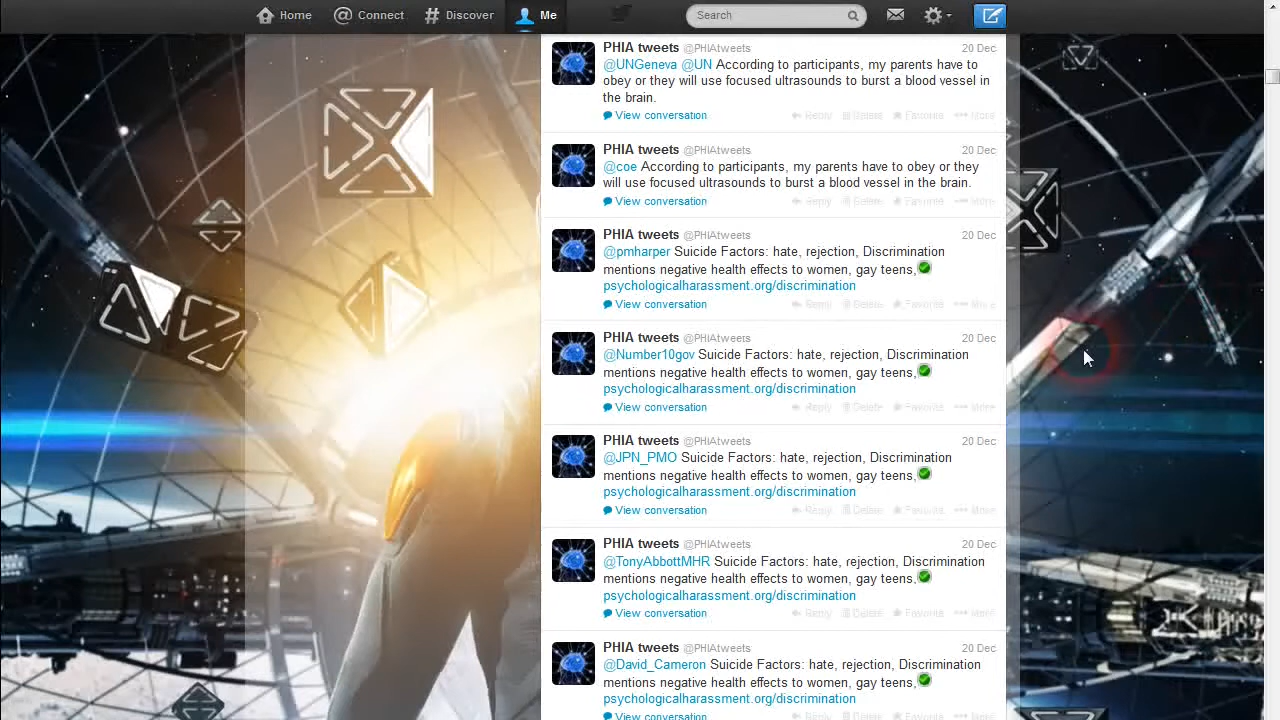 Home Connect Discover Me Search
PHIA tweets @PHIAtweets 20 Dec
@UNGeneva @UN According to participants, my parents have to
obey or they will use focused ultrasounds to burst a blood vessel in
the brain.
View conversation Reply Delete Favorite More
PHIA tweets @PHIAtweets 20 Dec
@coe According to participants, my parents have to obey or they
will use focused ultrasounds to burst a blood vessel in the brain.
View conversation Reply Delete Favorite More
PHIA tweets @PHIAtweets 20 Dec
@pmharper Suicide Factors: hate, rejection, Discrimination
mentions negative health effects to women, gay teens,
psychologicalharassment.org/discrimination
View conversation Reply Delete Favorite More
PHIA tweets @PHIAtweets 20 Dec
@Number10gov Suicide Factors: hate, rejection, Discrimination
mentions negative health effects to women, gay teens,
psychologicalharassment.org/discrimination
View conversation Reply Delete Favorite More
PHIA tweets @PHIAtweets 20 Dec
@JPN_PMO Suicide Factors: hate, rejection, Discrimination
mentions negative health effects to women, gay teens,
psychologicalharassment.org/discrimination
View conversation Reply Delete Favorite More
PHIA tweets @PHIAtweets 20 Dec
@TonyAbbottMHR Suicide Factors: hate, rejection, Discrimination
mentions negative health effects to women, gay teens,
psychologicalharassment.org/discrimination
View conversation Reply Delete Favorite More
PHIA tweets @PHIAtweets 20 Dec
@David_Cameron Suicide Factors: hate, rejection, Discrimination
mentions negative health effects to women, gay teens,
psychologicalharassment.org/discrimination
View conversation Reply Delete Favorite More